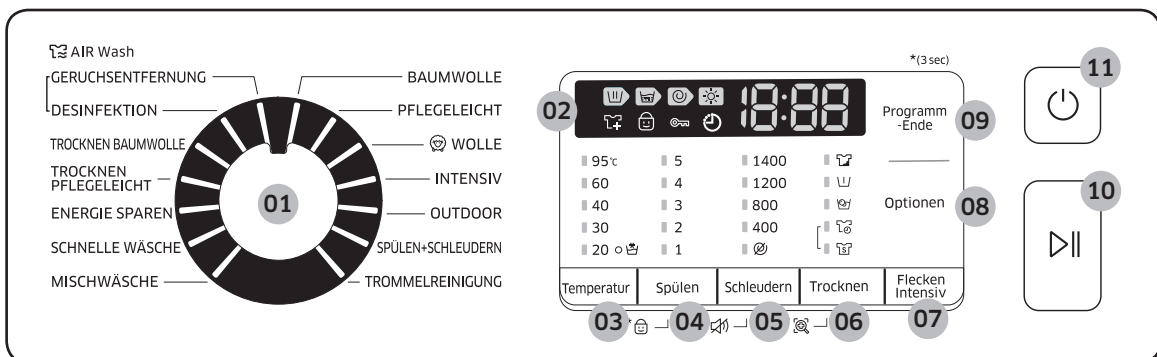 AIR Wash
GERUCHSENTFERNUNG
DESINFEKTION
TROCKNEN BAUMWOLLE
TROCKNEN
PFLEGELEICHT
ENERGIE SPAREN
SCHNELLE WÄSCHE
MISCHWÄSCHE
01
BAUMWOLLE
PFLEGELEICHT
WOLLE
INTENSIV
OUTDOOR
SPÜLEN+SCHLEUDERN
TROMMELREINIGUNG
*(3 sec)
02
18:88
95℃ 5 1400
60 4 1200
40 3 800
30 2 400
20 1
Programm
-Ende
09
Optionen
08
Temperatur Spülen Schleudern Trocknen
Flecken
Intensiv
03 * 04 05 06 07
11
10